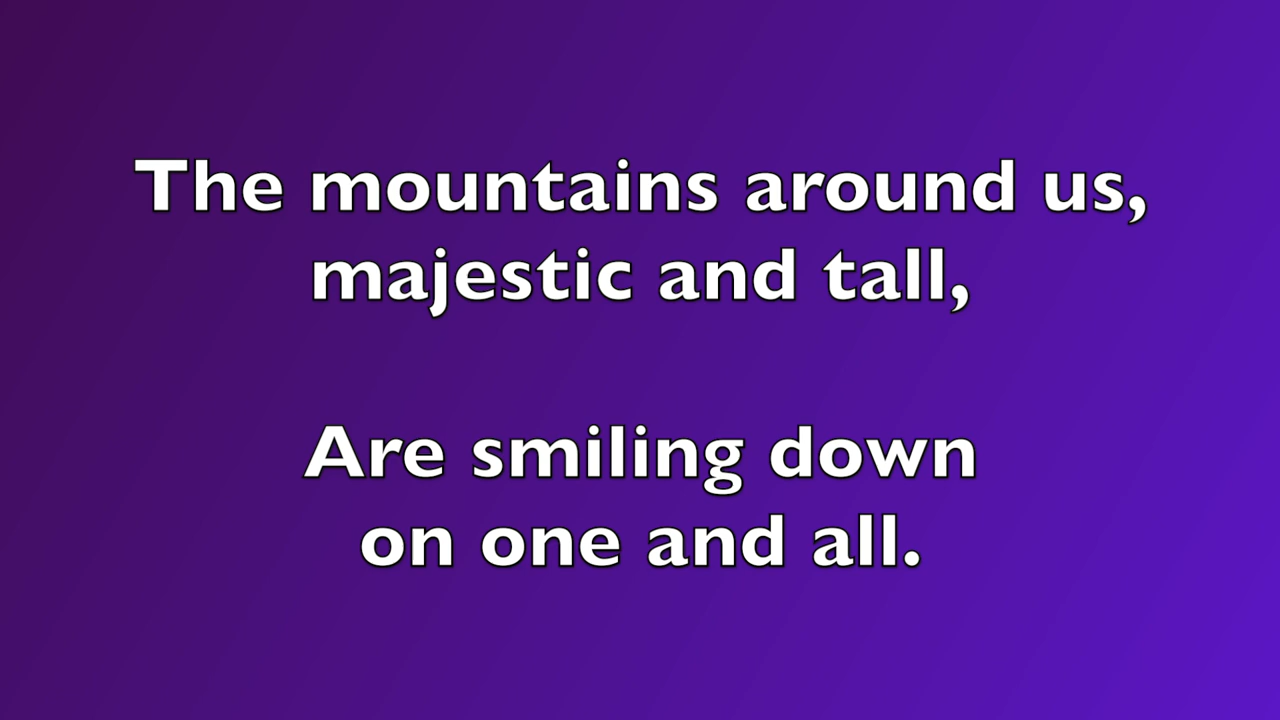 The mountains around us,
majestic and tall,
Are smiling down
on one and all.